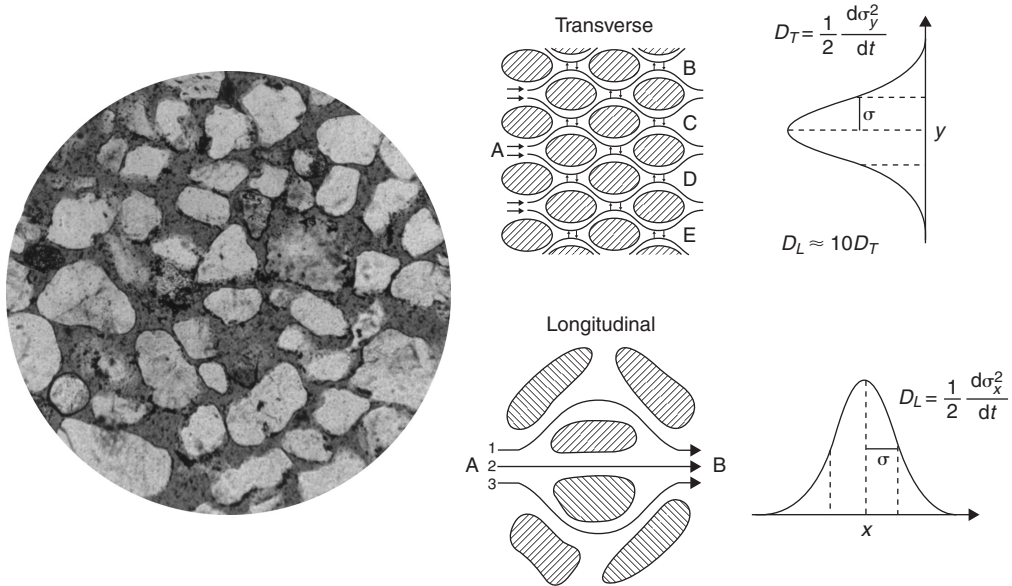 Transverse
A
B
C
D
E
D_T = 1/2 dσ_y^2/dt
σ
y
D_L ≈ 10D_T
Longitudinal
1
A 2 B
3
D_L = 1/2 dσ_x^2/dt
σ
x